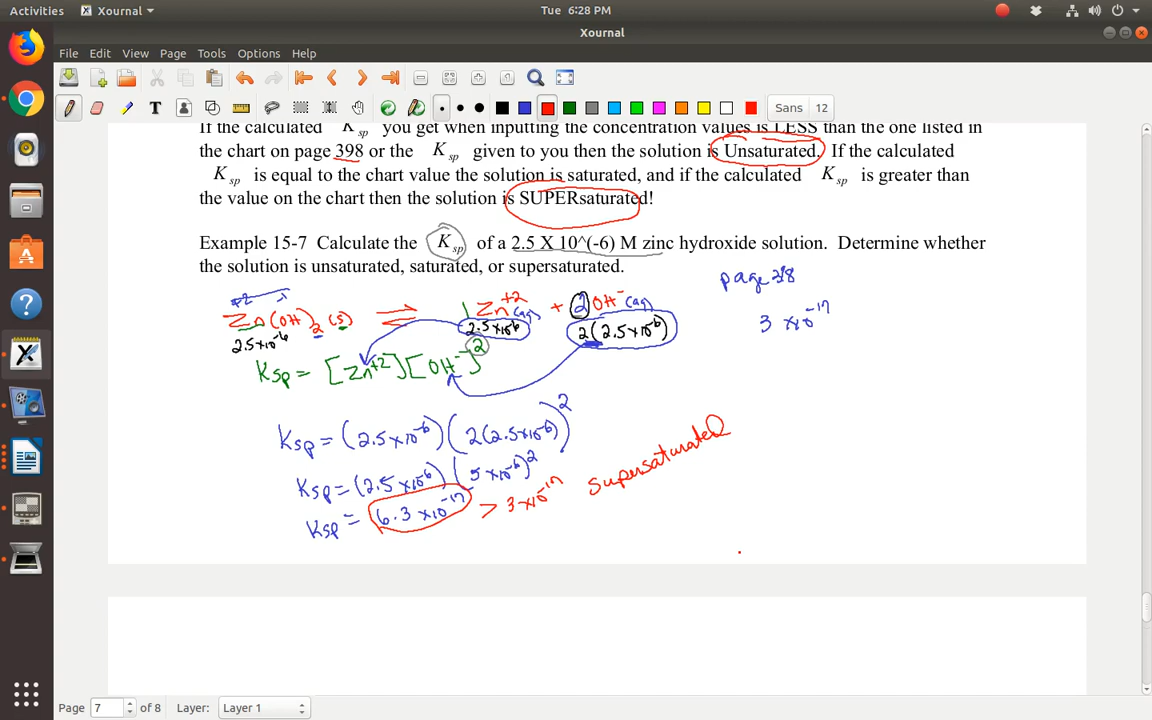 Activities Xournal Tue 6:28 PM
Xournal
File Edit View Page Tools Options Help
T Sans 12
If the calculated K sp you get when inputting the concentration values is LESS than the one listed in
the chart on page 398 or the K sp given to you then the solution is Unsaturated. If the calculated
K sp is equal to the chart value the solution is saturated, and if the calculated K sp is greater than
the value on the chart then the solution is SUPERsaturated!
Example 15-7 Calculate the K sp of a 2.5 X 10^(-6) M zinc hydroxide solution. Determine whether
the solution is unsaturated, saturated, or supersaturated.
3 x10^-17
Zn(OH)2 (s) ⇌ 1 Zn^+2 (aq) + 2 OH^- (aq)
2.5x10^-6 2.5x10^-6 2(2.5x10^-6)
Ksp = [Zn^+2][OH^-]^2
Ksp = (2.5x10^-6)(2(2.5x10^-6))^2
Ksp = (2.5x10^-6)(5x10^-6)^2
Ksp = 6.3 x10^-17 > 3x10^-17 supersaturated
Page 7 of 8 Layer: Layer 1